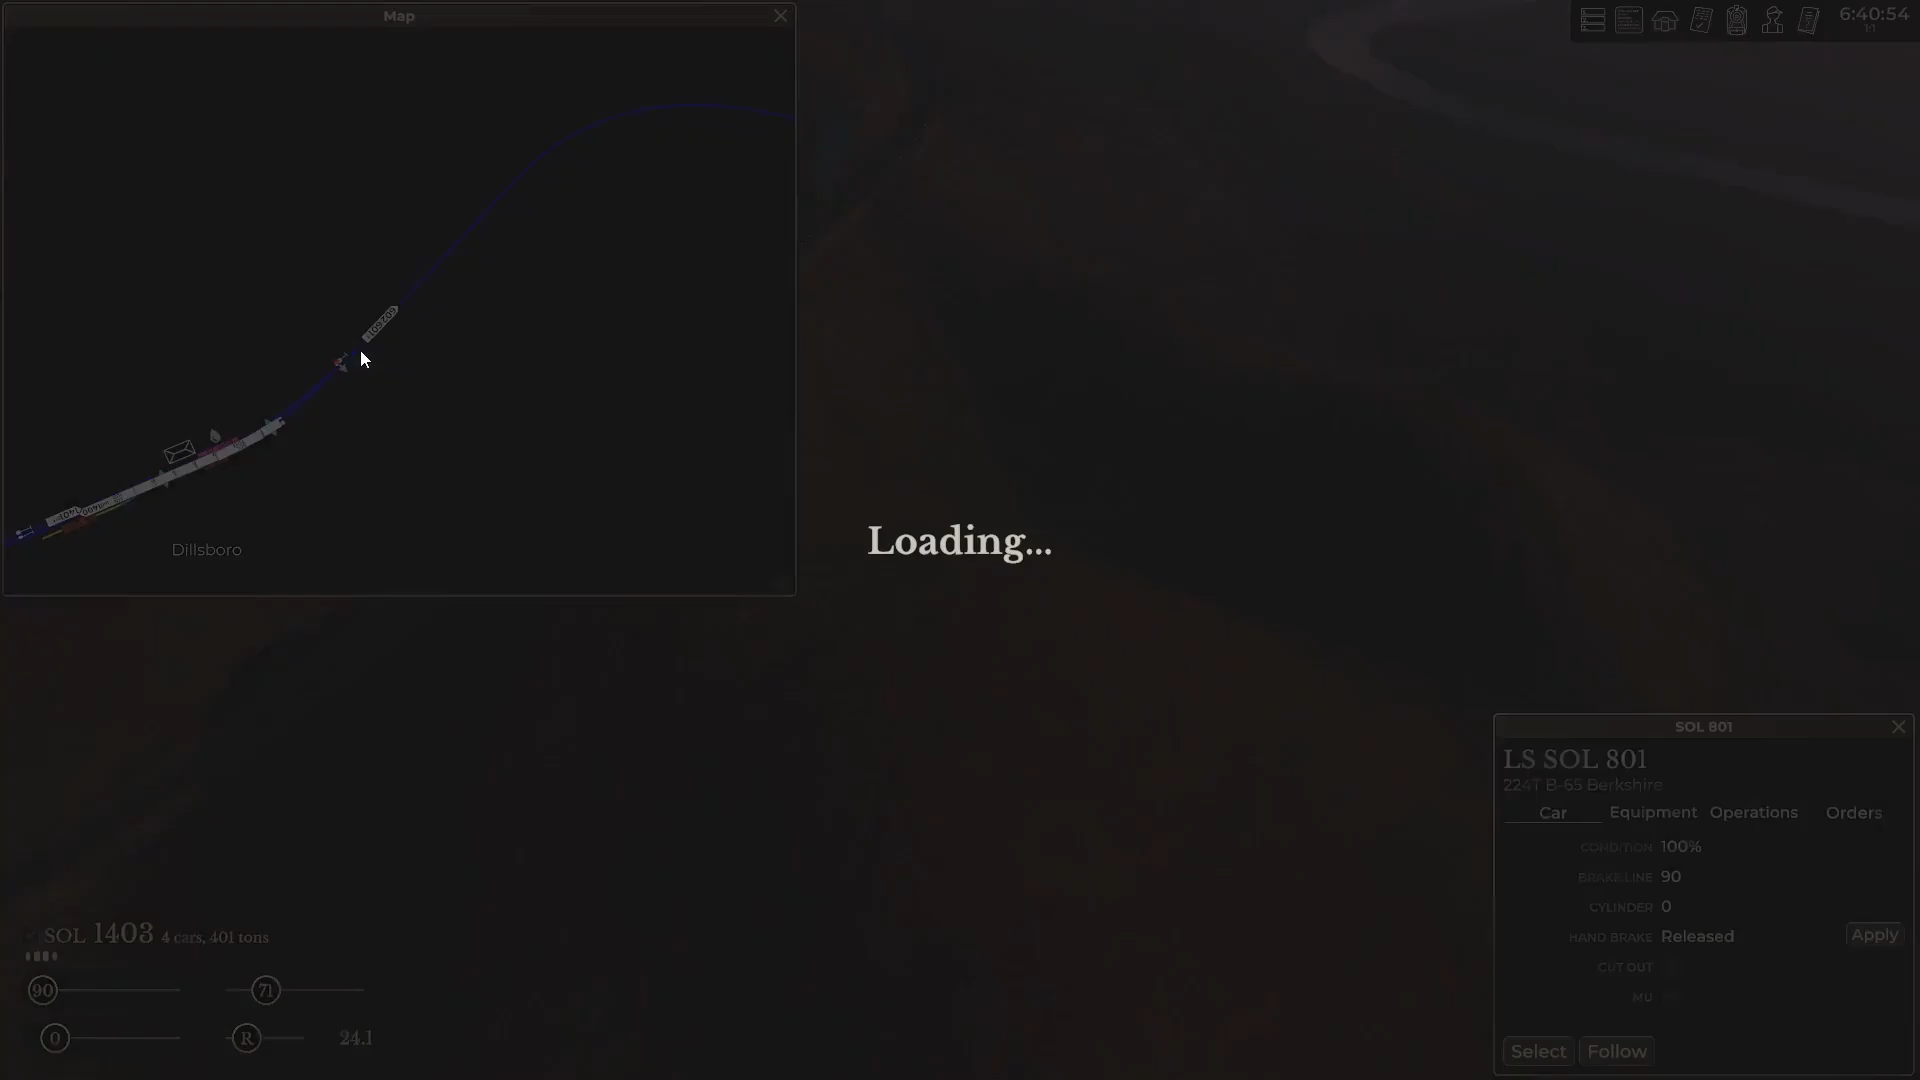 Map
6:40:54
Dillsboro
Loading...
SOL 801
LS SOL 801
224T B-65 Berkshire
Car Equipment Operations Orders
CONDITION 100%
BRAKE LINE 90
CYLINDER 0
HAND BRAKE Released Apply
CUT OUT
MU
Select Follow
SOL 1403 4 cars, 401 tons
90 71
0 R 24.1